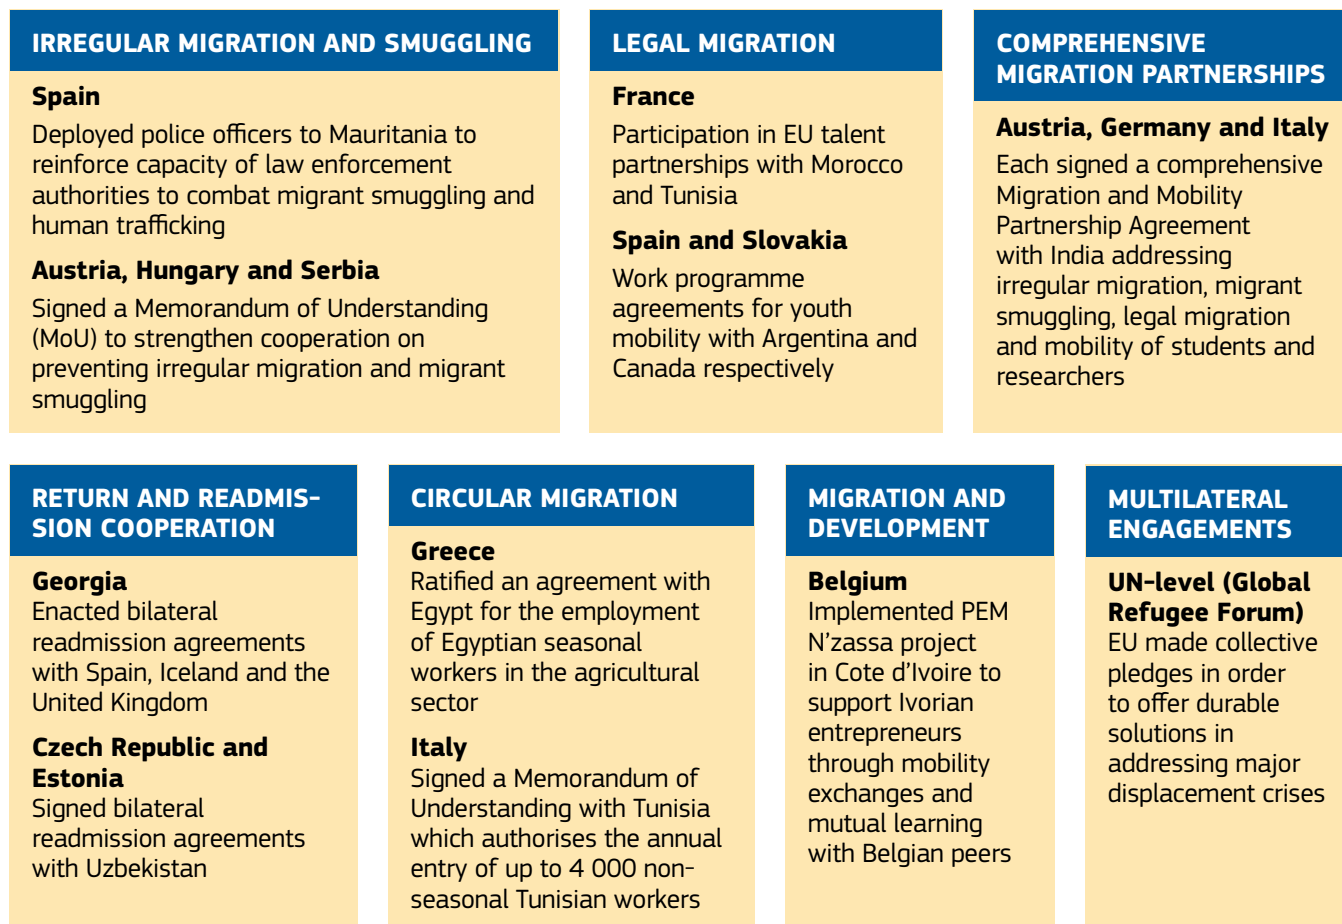 IRREGULAR MIGRATION AND SMUGGLING
Spain
Deployed police officers to Mauritania to
reinforce capacity of law enforcement
authorities to combat migrant smuggling and
human trafficking
Austria, Hungary and Serbia
Signed a Memorandum of Understanding
(MoU) to strengthen cooperation on
preventing irregular migration and migrant
smuggling
LEGAL MIGRATION
France
Participation in EU talent
partnerships with Morocco
and Tunisia
Spain and Slovakia
Work programme
agreements for youth
mobility with Argentina and
Canada respectively
COMPREHENSIVE
MIGRATION PARTNERSHIPS
Austria, Germany and Italy
Each signed a comprehensive
Migration and Mobility
Partnership Agreement
with India addressing
irregular migration, migrant
smuggling, legal migration
and mobility of students and
researchers
RETURN AND READMIS-
SION COOPERATION
Georgia
Enacted bilateral
readmission agreements
with Spain, Iceland and the
United Kingdom
Czech Republic and
Estonia
Signed bilateral
readmission agreements
with Uzbekistan
CIRCULAR MIGRATION
Greece
Ratified an agreement with
Egypt for the employment
of Egyptian seasonal
workers in the agricultural
sector
Italy
Signed a Memorandum of
Understanding with Tunisia
which authorises the annual
entry of up to 4 000 non-
seasonal Tunisian workers
MIGRATION AND
DEVELOPMENT
Belgium
Implemented PEM
N'zassa project
in Cote d'Ivoire to
support Ivorian
entrepreneurs
through mobility
exchanges and
mutual learning
with Belgian peers
MULTILATERAL
ENGAGEMENTS
UN-level (Global
Refugee Forum)
EU made collective
pledges in order
to offer durable
solutions in
addressing major
displacement crises